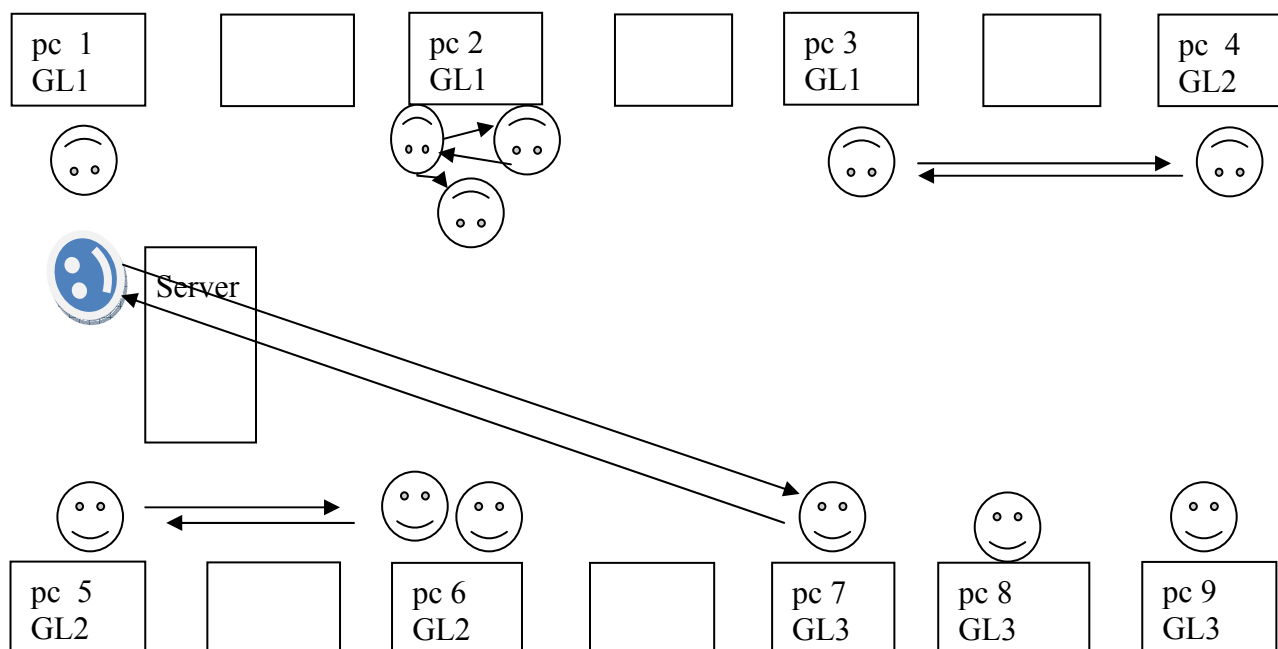 pc 1
GL1
pc 2
GL1
pc 3
GL1
pc 4
GL2
Server
pc 5
GL2
pc 6
GL2
pc 7
GL3
pc 8
GL3
pc 9
GL3